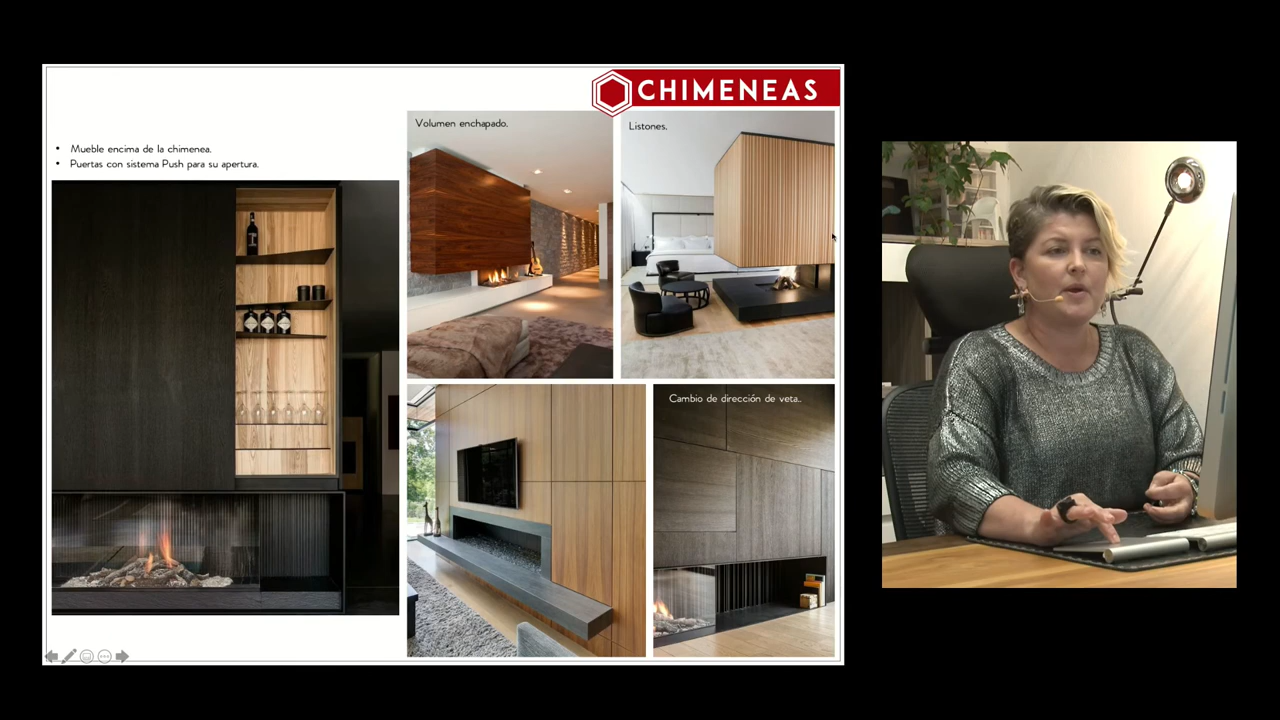 CHIMENEAS
• Mueble encima de la chimenea.
• Puertas con sistema Push para su apertura.
Volumen enchapado.
Listones.
Cambio de dirección de veta..